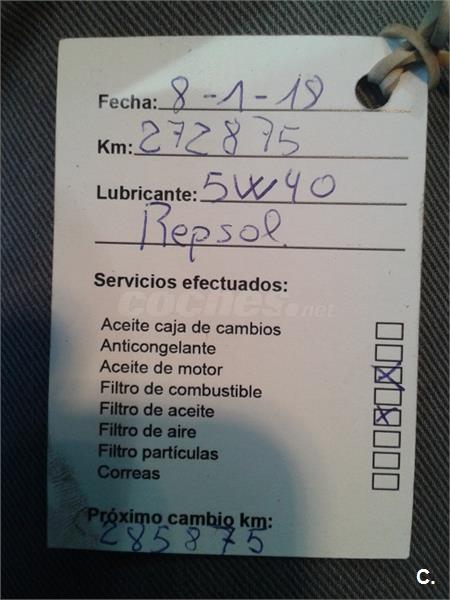 Fecha: 8-1-18
Km: 272875
Lubricante: 5W40
Repsol
Servicios efectuados:
coches.net
Aceite caja de cambios
Anticongelante
Aceite de motor
Filtro de combustible
Filtro de aceite
Filtro de aire
Filtro partículas
Correas
Próximo cambio km:
285875
C.